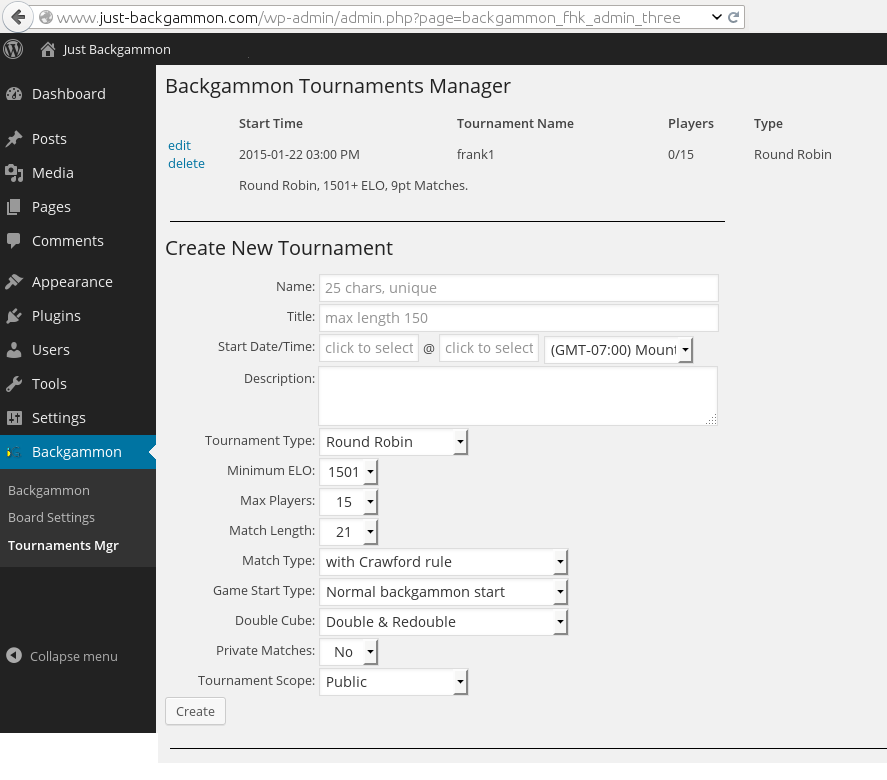 www.just-backgammon.com/wp-admin/admin.php?page=backgammon_fhk_admin_three
Just Backgammon
Dashboard
Posts
Media
Pages
Comments
Appearance
Plugins
Users
Tools
Settings
Backgammon
Backgammon
Board Settings
Tournaments Mgr
Collapse menu
Backgammon Tournaments Manager
Start Time Tournament Name Players Type
edit
delete
2015-01-22 03:00 PM frank1 0/15 Round Robin
Round Robin, 1501+ ELO, 9pt Matches.
Create New Tournament
Name: 25 chars, unique
Title: max length 150
Start Date/Time: click to select @ click to select (GMT-07:00) Mount
Description:
Tournament Type: Round Robin
Minimum ELO: 1501
Max Players: 15
Match Length: 21
Match Type: with Crawford rule
Game Start Type: Normal backgammon start
Double Cube: Double & Redouble
Private Matches: No
Tournament Scope: Public
Create